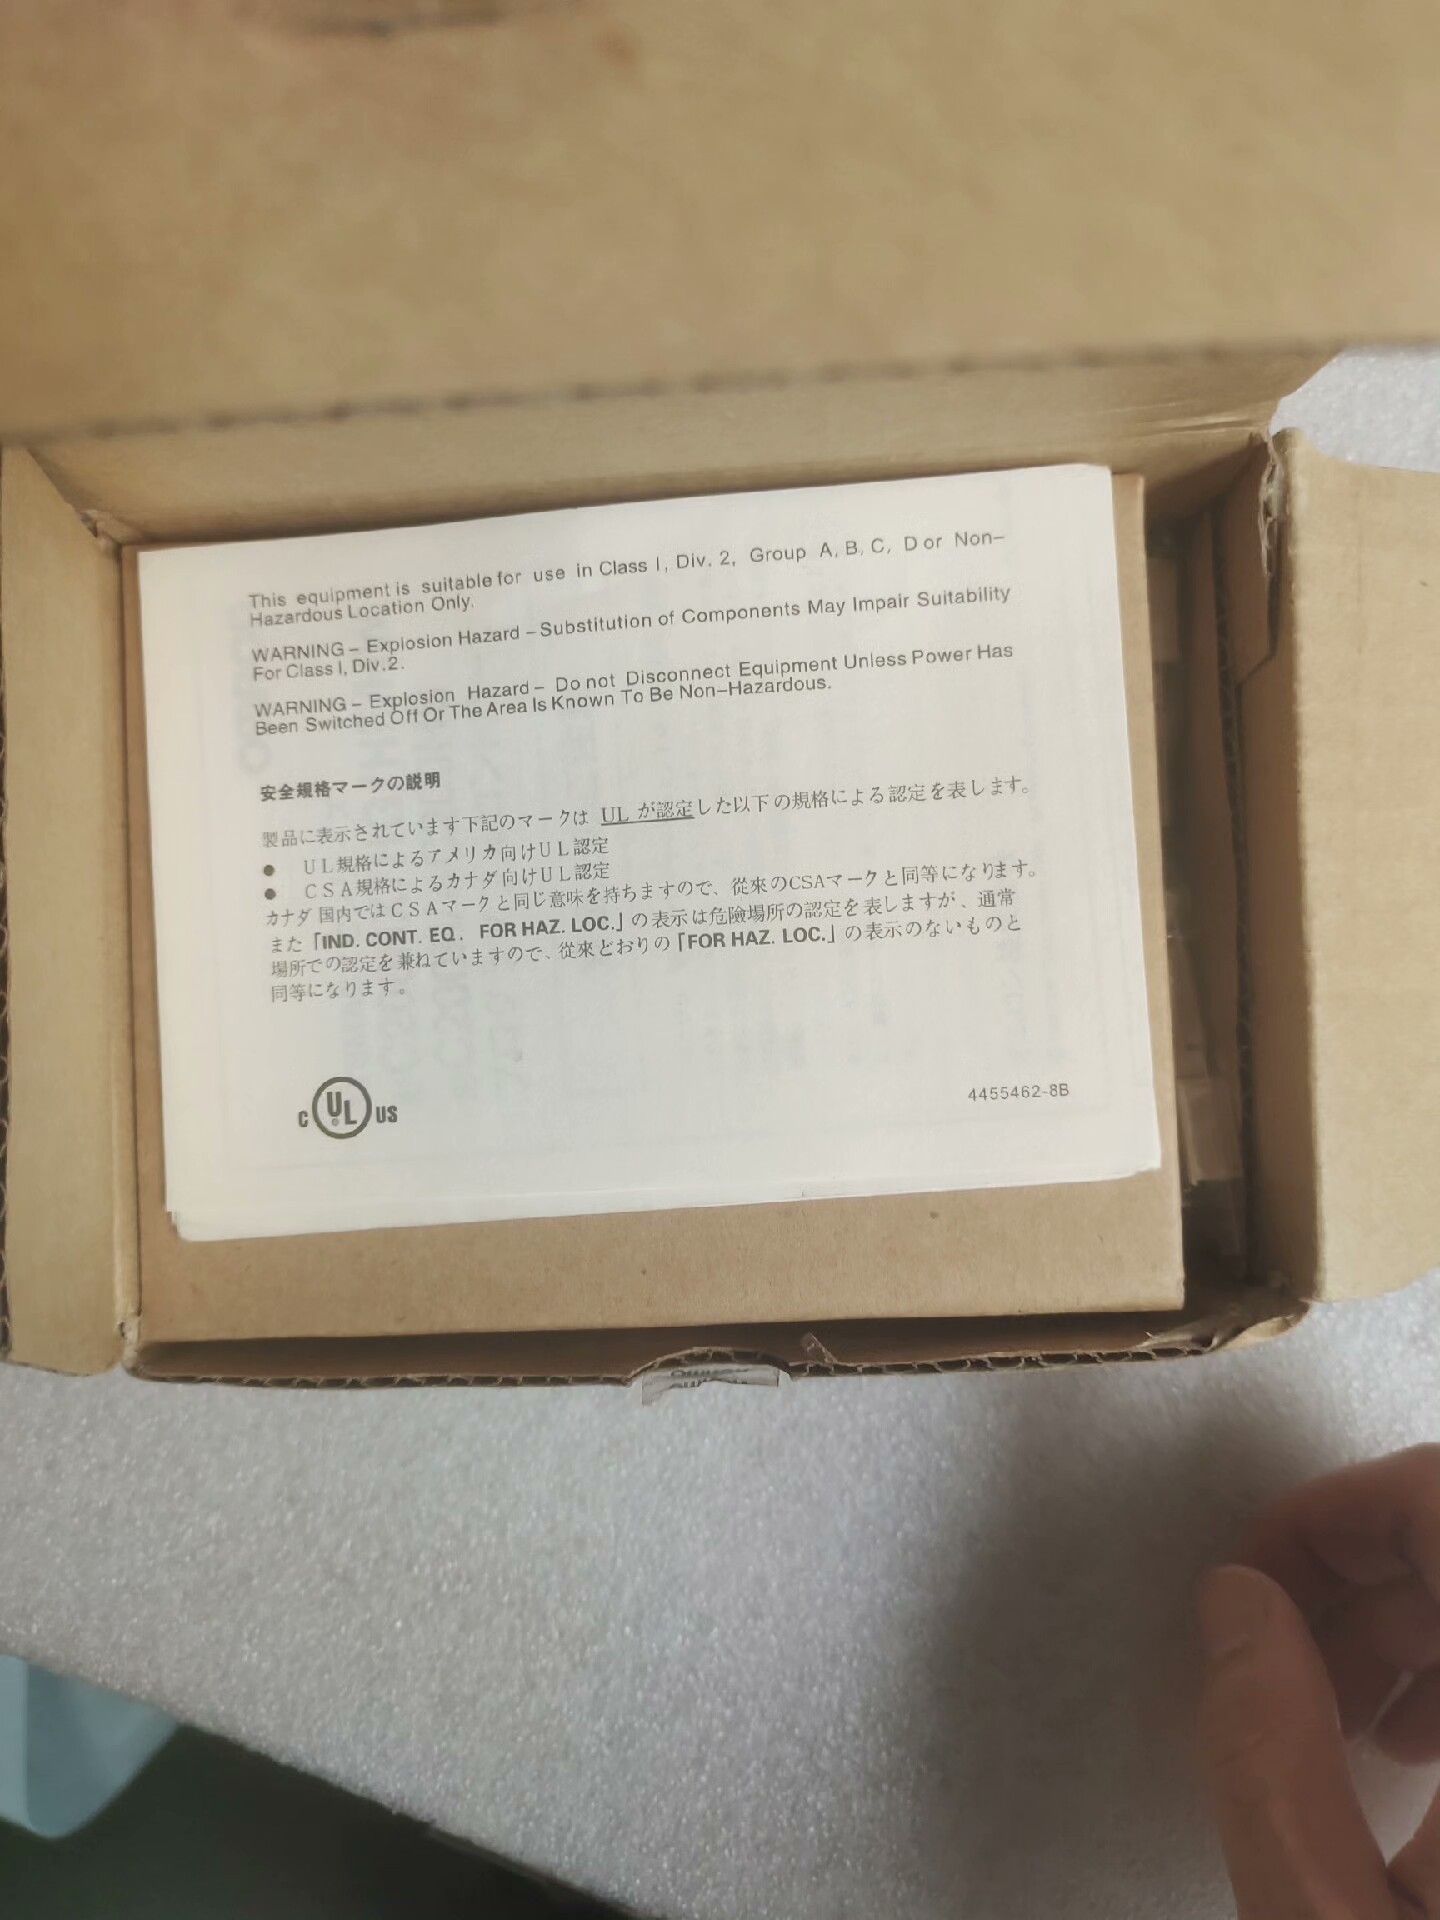 This equipment is suitable for use in Class I, Div. 2, Group A, B, C, D or Non–
Hazardous Location Only.
WARNING – Explosion Hazard – Substitution of Components May Impair Suitability
For Class I, Div.2.
WARNING – Explosion Hazard – Do not Disconnect Equipment Unless Power Has
Been Switched Off Or The Area Is Known To Be Non–Hazardous.
安全規格マークの説明
製品に表示されています下記のマークは UL が認定した以下の規格による認定を表します。
● UL規格によるアメリカ向けUL認定
● CSA規格によるカナダ向けUL認定
カナダ国内ではCSAマークと同じ意味を持ちますので、従来のCSAマークと同等になります。
また「IND. CONT. EQ. FOR HAZ. LOC.」の表示は危険場所の認定を表しますが、通常
場所での認定を兼ねていますので、従来どおりの「FOR HAZ. LOC.」の表示のないものと
同等になります。
C UL US
4455462-8B